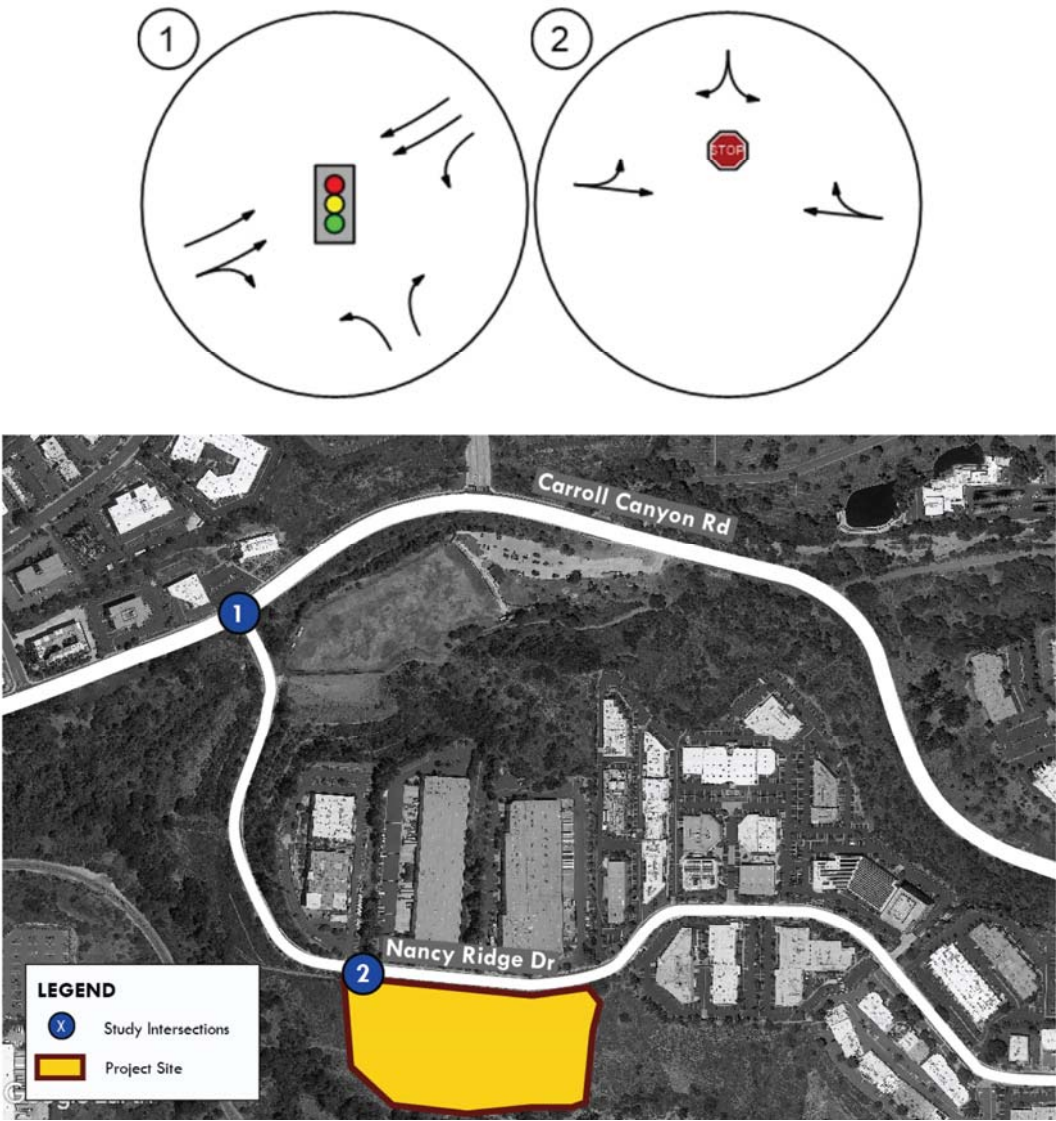 1
2
STOP
Carroll Canyon Rd
1
2
Nancy Ridge Dr
LEGEND
X Study Intersections
Project Site